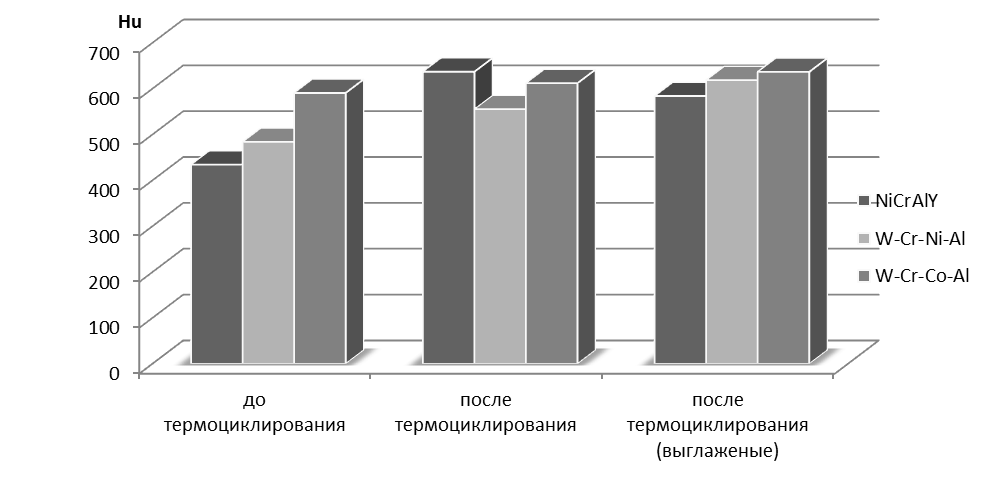 Hu
700
600
500
400
300
200
100
0
до
термоциклирования
после
термоциклирования
после
термоциклирования
(выглаженые)
NiCrAlY
W-Cr-Ni-Al
W-Cr-Co-Al